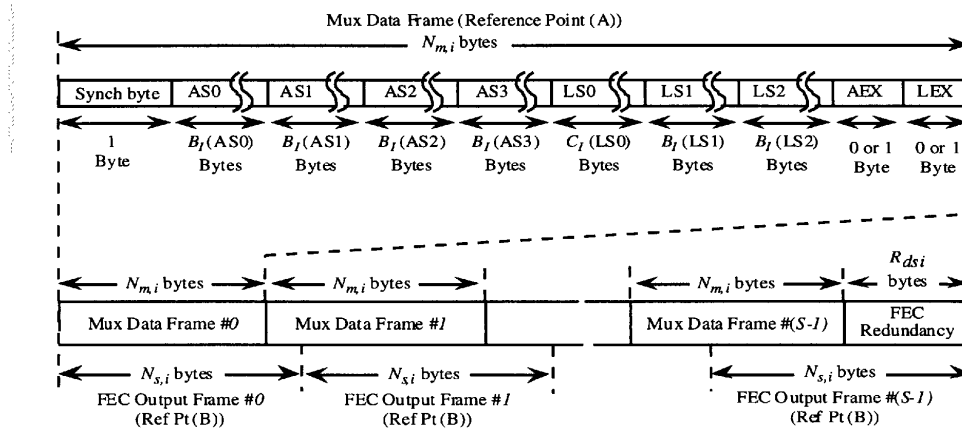 Mux Data Frame (Reference Point (A))
N_{m,i} bytes
Synch byte AS0 AS1 AS2 AS3 LS0 LS1 LS2 AEX LEX
1 B_I (AS0) B_I (AS1) B_I (AS2) B_I (AS3) C_I (LS0) B_I (LS1) B_I (LS2) 0 or 1 0 or 1
Byte Bytes Bytes Bytes Bytes Bytes Bytes Bytes Byte Byte
R_{dsi}
N_{m,i} bytes N_{m,i} bytes N_{m,i} bytes bytes
Mux Data Frame #0 Mux Data Frame #1 Mux Data Frame #(S-1) FEC
Redundancy
N_{s,i} bytes N_{s,i} bytes N_{s,i} bytes
FEC Output Frame #0 FEC Output Frame #1 FEC Output Frame #(S-1)
(Ref Pt (B)) (Ref Pt (B)) (Ref Pt (B))